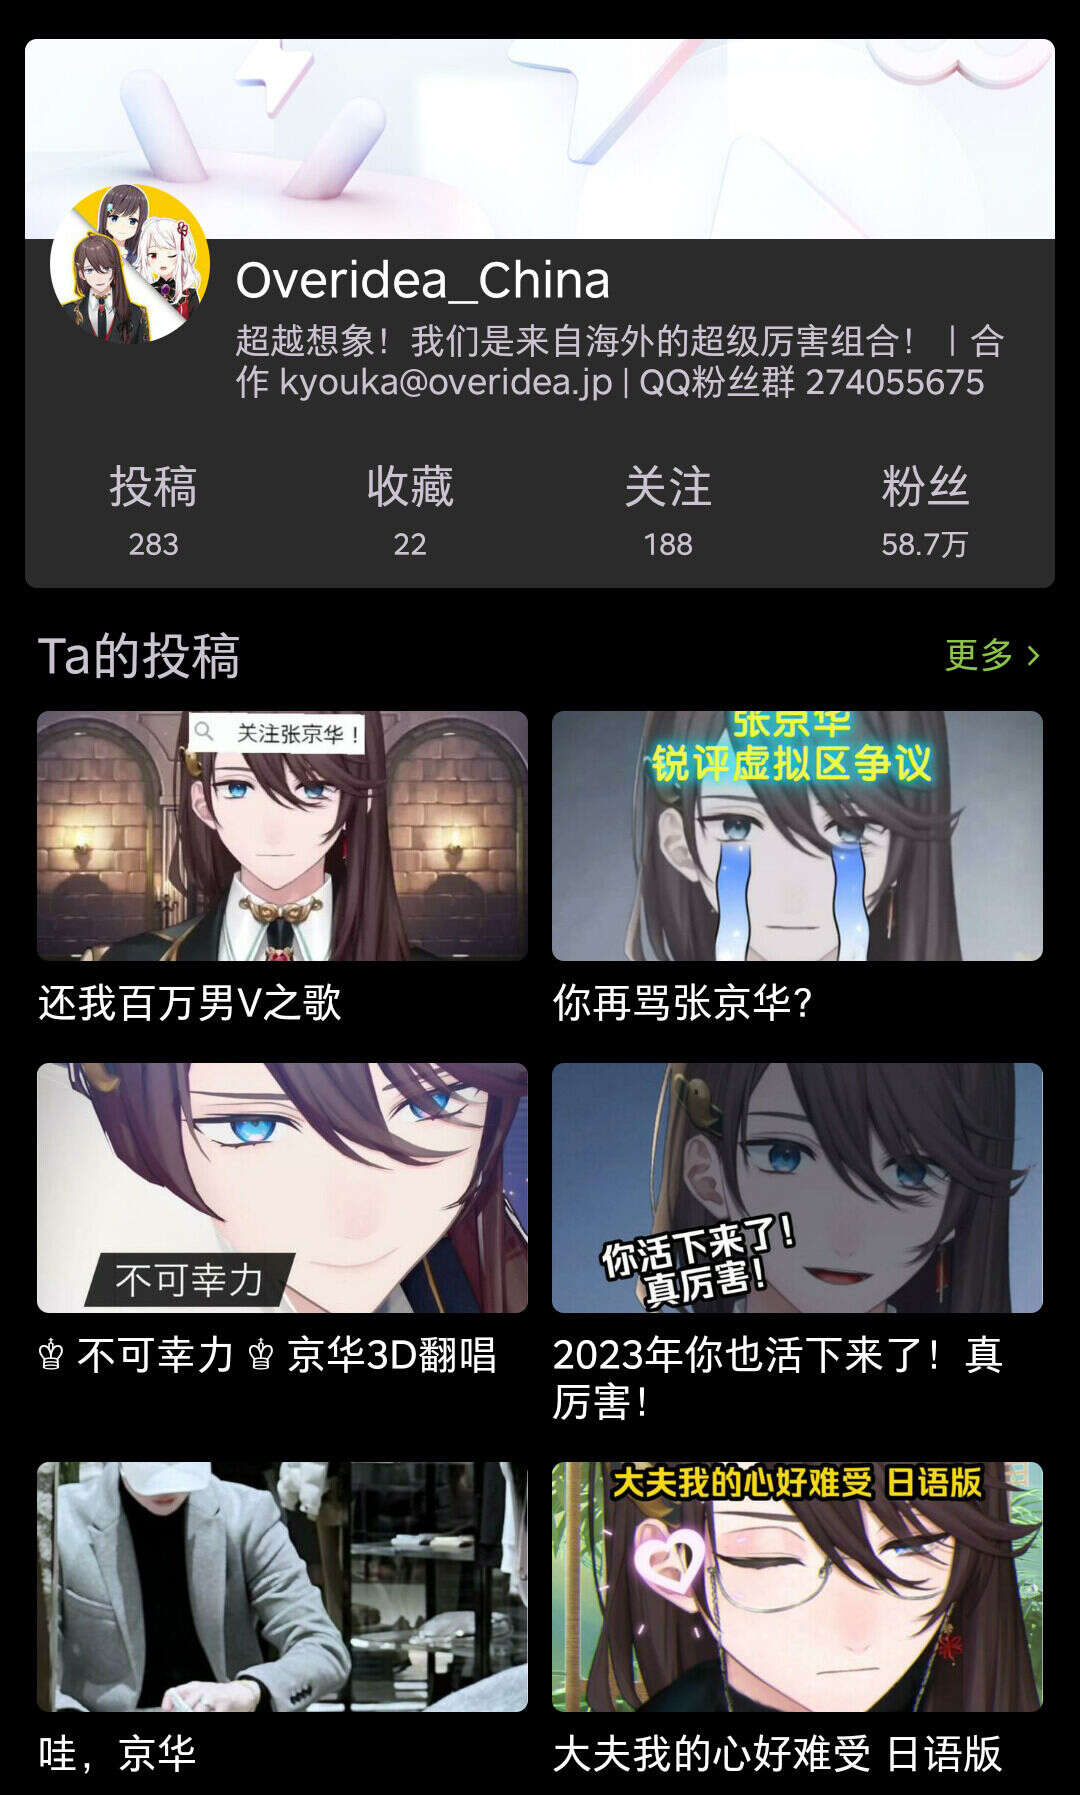 Overidea_China
超越想象！我们是来自海外的超级厉害组合！｜合
作 kyouka@overidea.jp | QQ粉丝群 274055675
投稿 收藏 关注 粉丝
283 22 188 58.7万
Ta的投稿 更多 >
关注张京华！
张京华
锐评虚拟区争议
还我百万男V之歌
你再骂张京华?
不可幸力
你活下来了！
真厉害！
♔ 不可幸力 ♔ 京华3D翻唱
2023年你也活下来了！真
厉害！
大夫我的心好难受 日语版
哇，京华
大夫我的心好难受 日语版